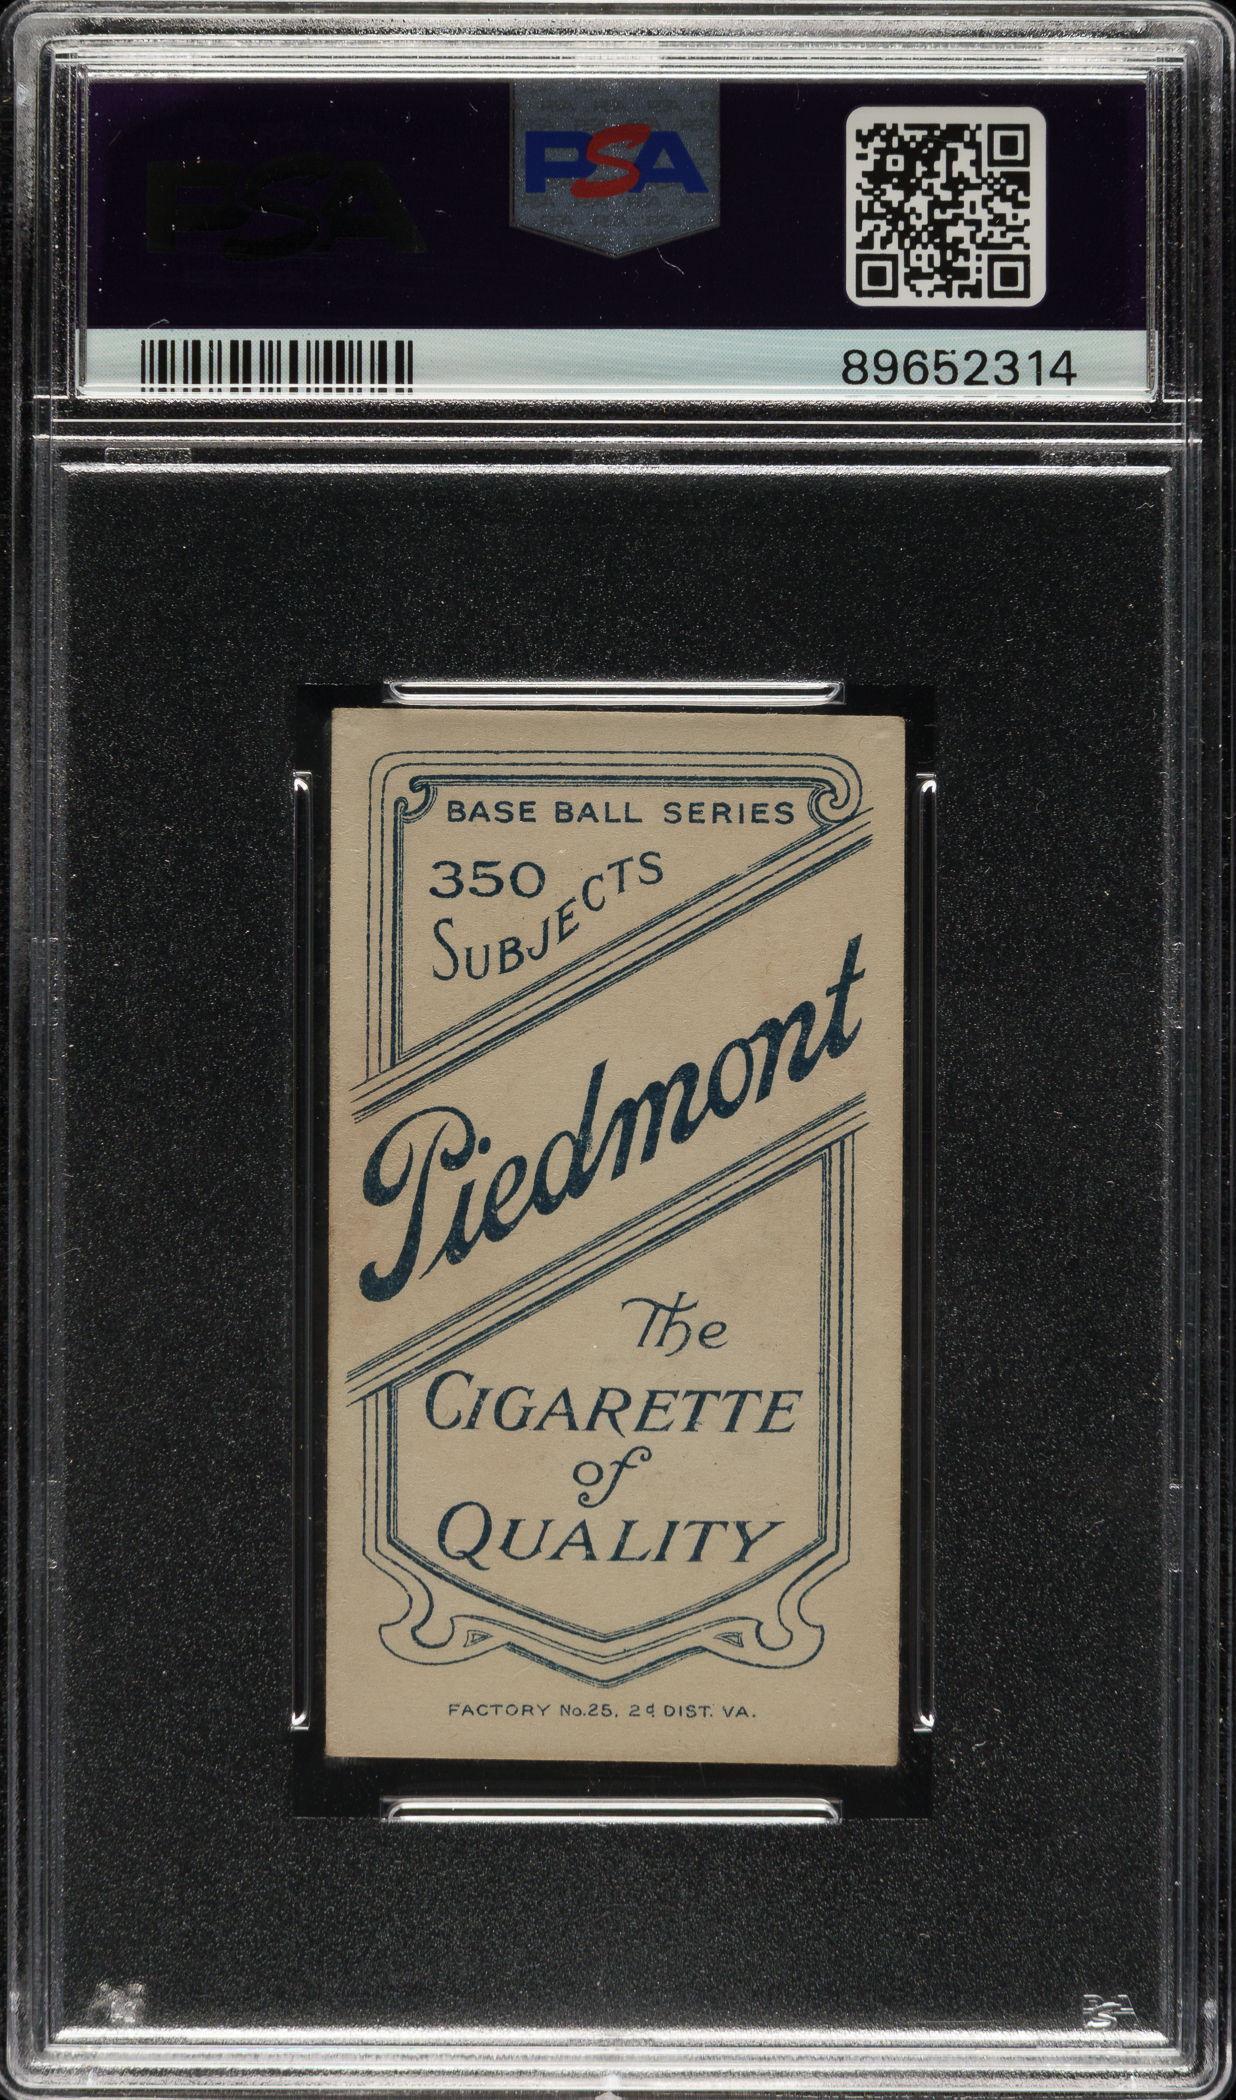 PSA
PSA
89652314
BASE BALL SERIES
350
SUBJECTS
Piedmont
The
CIGARETTE
of
QUALITY
FACTORY No.25, 2d DIST. VA.
PSA